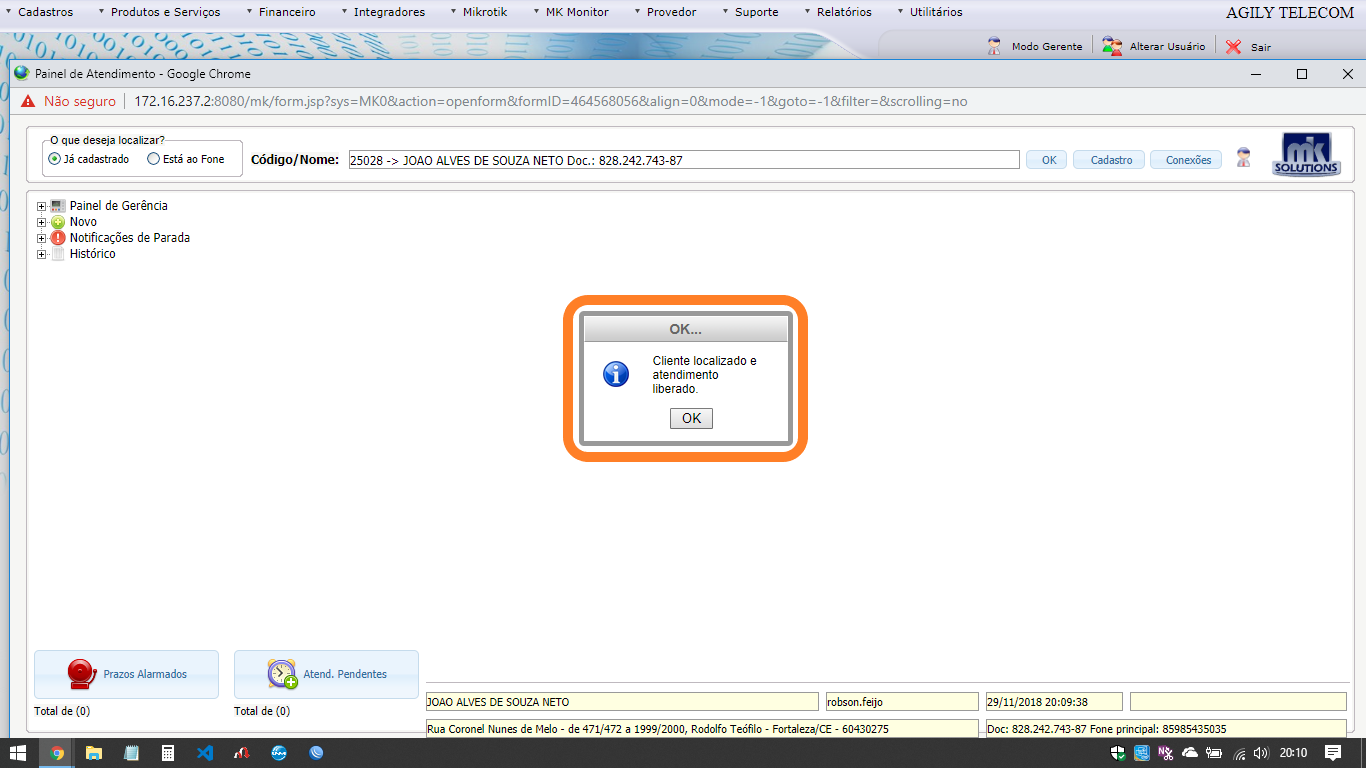 Cadastros Produtos e Serviços Financeiro Integradores Mikrotik MK Monitor Provedor Suporte Relatórios Utilitários AGILY TELECOM
Modo Gerente Alterar Usuário Sair
Painel de Atendimento - Google Chrome
Não seguro 172.16.237.2:8080/mk/form.jsp?sys=MK0&action=openform&formID=464568056&align=0&mode=-1&goto=-1&filter=&scrolling=no
O que deseja localizar?
Já cadastrado Está ao Fone Código/Nome: 25028 -> JOAO ALVES DE SOUZA NETO Doc.: 828.242.743-87 OK Cadastro Conexões
mk SOLUTIONS
Painel de Gerência
Novo
Notificações de Parada
Histórico
OK...
Cliente localizado e
atendimento
liberado.
OK
Prazos Alarmados Atend. Pendentes
Total de (0) Total de (0)
JOAO ALVES DE SOUZA NETO robson.feijo 29/11/2018 20:09:38
Rua Coronel Nunes de Melo - de 471/472 a 1999/2000, Rodolfo Teófilo - Fortaleza/CE - 60430275 Doc: 828.242.743-87 Fone principal: 85985435035
20:10